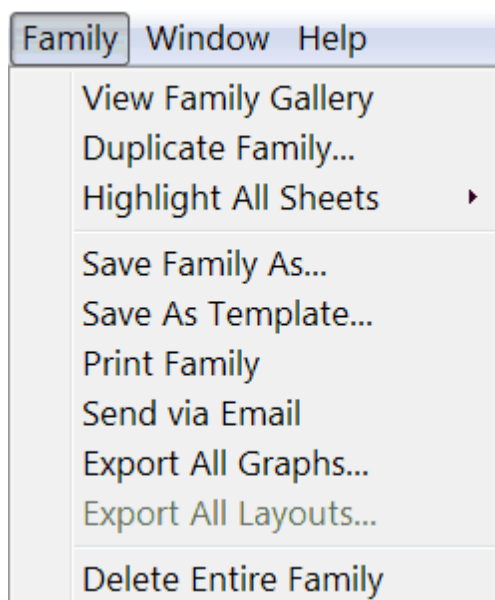 Family Window Help
View Family Gallery
Duplicate Family...
Highlight All Sheets
Save Family As...
Save As Template...
Print Family
Send via Email
Export All Graphs...
Export All Layouts...
Delete Entire Family